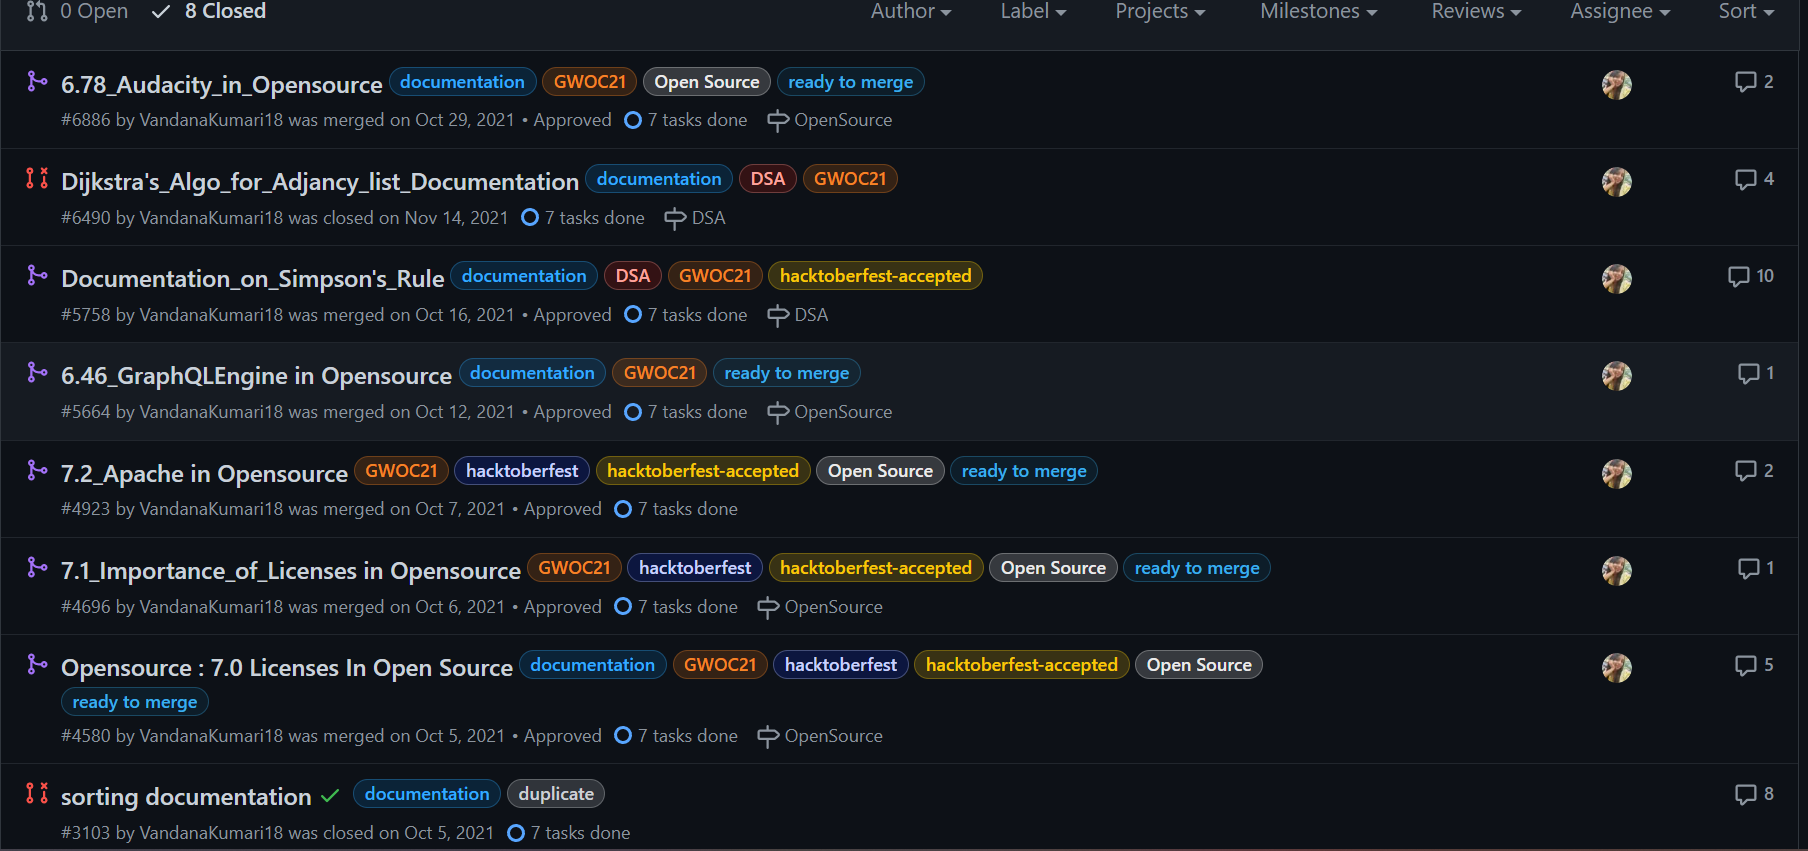 0 Open 8 Closed Author Label Projects Milestones Reviews Assignee Sort
6.78_Audacity_in_Opensource documentation GWOC21 Open Source ready to merge 2
#6886 by VandanaKumari18 was merged on Oct 29, 2021 • Approved 7 tasks done OpenSource
Dijkstra's_Algo_for_Adjancy_list_Documentation documentation DSA GWOC21 4
#6490 by VandanaKumari18 was closed on Nov 14, 2021 7 tasks done DSA
Documentation_on_Simpson's_Rule documentation DSA GWOC21 hacktoberfest-accepted 10
#5758 by VandanaKumari18 was merged on Oct 16, 2021 • Approved 7 tasks done DSA
6.46_GraphQLEngine in Opensource documentation GWOC21 ready to merge 1
#5664 by VandanaKumari18 was merged on Oct 12, 2021 • Approved 7 tasks done OpenSource
7.2_Apache in Opensource GWOC21 hacktoberfest hacktoberfest-accepted Open Source ready to merge 2
#4923 by VandanaKumari18 was merged on Oct 7, 2021 • Approved 7 tasks done
7.1_Importance_of_Licenses in Opensource GWOC21 hacktoberfest hacktoberfest-accepted Open Source ready to merge 1
#4696 by VandanaKumari18 was merged on Oct 6, 2021 • Approved 7 tasks done OpenSource
Opensource : 7.0 Licenses In Open Source documentation GWOC21 hacktoberfest hacktoberfest-accepted Open Source 5
ready to merge
#4580 by VandanaKumari18 was merged on Oct 5, 2021 • Approved 7 tasks done OpenSource
sorting documentation documentation duplicate 8
#3103 by VandanaKumari18 was closed on Oct 5, 2021 7 tasks done